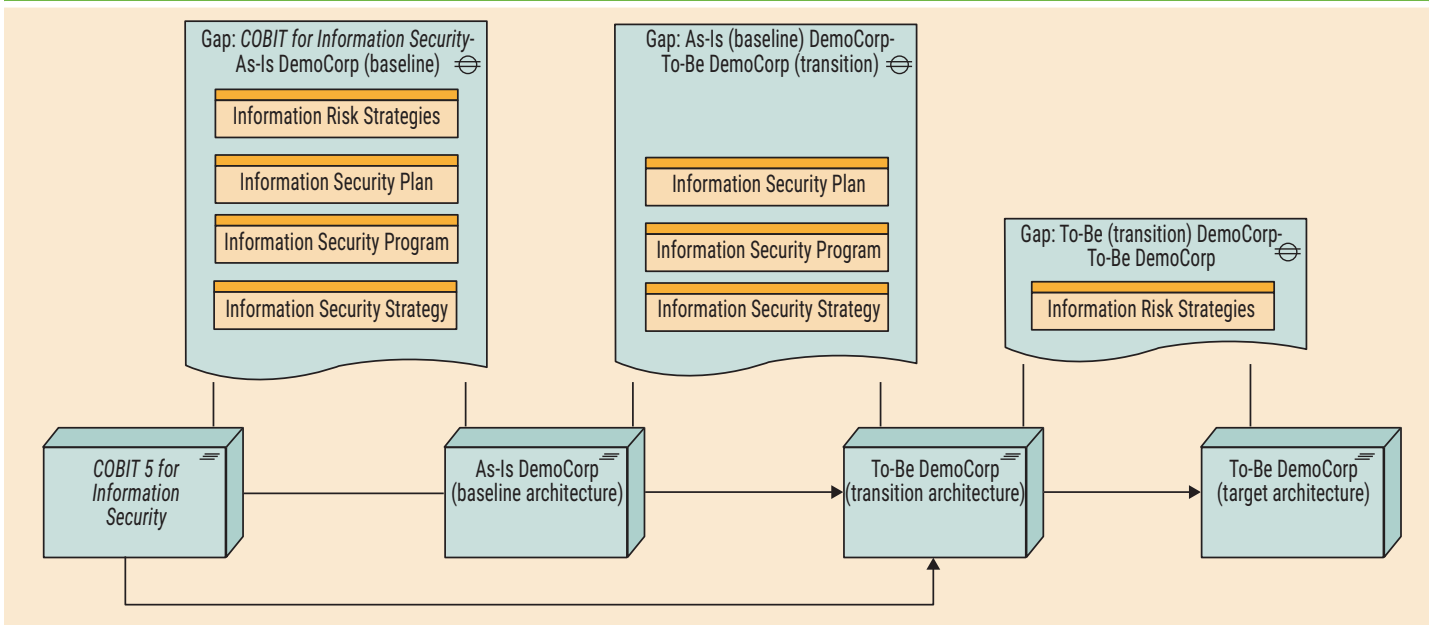 Gap: COBIT for Information Security-
As-Is DemoCorp (baseline)
Information Risk Strategies
Information Security Plan
Information Security Program
Information Security Strategy
Gap: As-Is (baseline) DemoCorp-
To-Be DemoCorp (transition)
Information Security Plan
Information Security Program
Information Security Strategy
Gap: To-Be (transition) DemoCorp-
To-Be DemoCorp
Information Risk Strategies
COBIT 5 for
Information
Security
As-Is DemoCorp
(baseline architecture)
To-Be DemoCorp
(transition architecture)
To-Be DemoCorp
(target architecture)